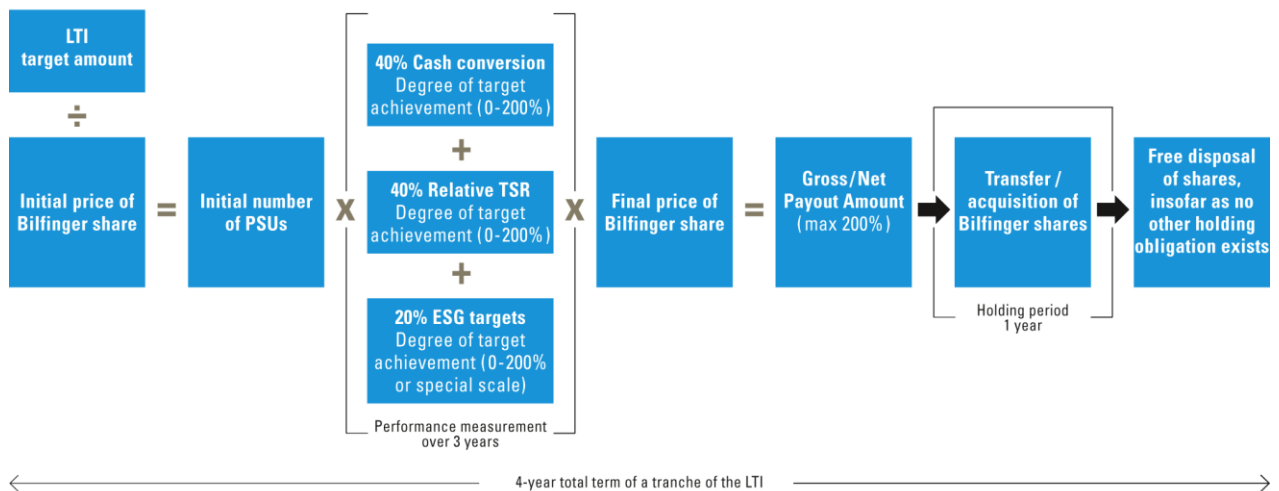 LTI
target amount
÷
Initial price of
Bilfinger share
=
Initial number
of PSUs
X
40% Cash conversion
Degree of target
achievement (0-200%)
+
40% Relative TSR
Degree of target
achievement (0-200%)
+
20% ESG targets
Degree of target
achievement (0-200%
or special scale)
Performance measurement
over 3 years
X
Final price of
Bilfinger share
=
Gross/Net
Payout Amount
(max 200%)
Transfer /
acquisition of
Bilfinger shares
Holding period
1 year
Free disposal
of shares,
insofar as no
other holding
obligation exists
4-year total term of a tranche of the LTI